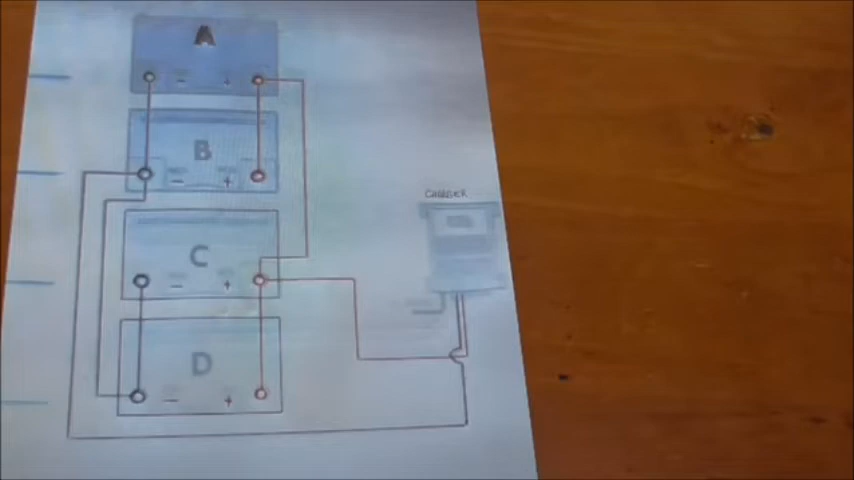 A
- +
B
- +
CHARGER
C
- +
D
- +